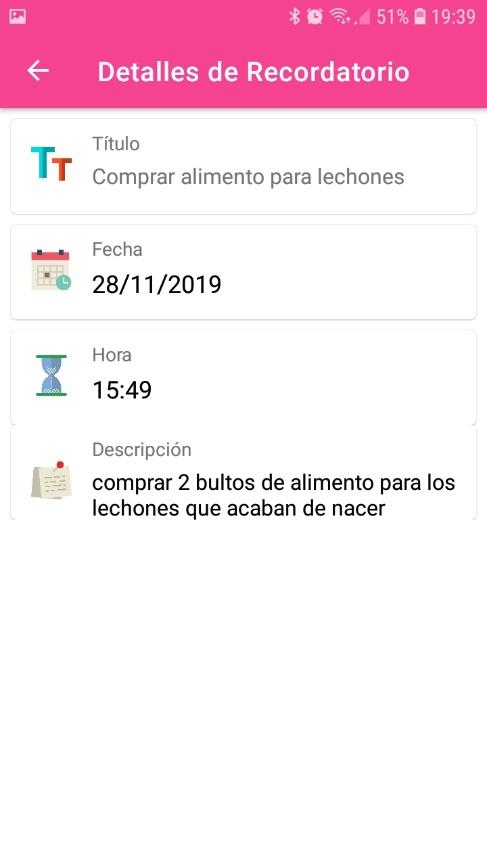 51% 19:39
Detalles de Recordatorio
Título
Comprar alimento para lechones
Fecha
28/11/2019
Hora
15:49
Descripción
comprar 2 bultos de alimento para los
lechones que acaban de nacer